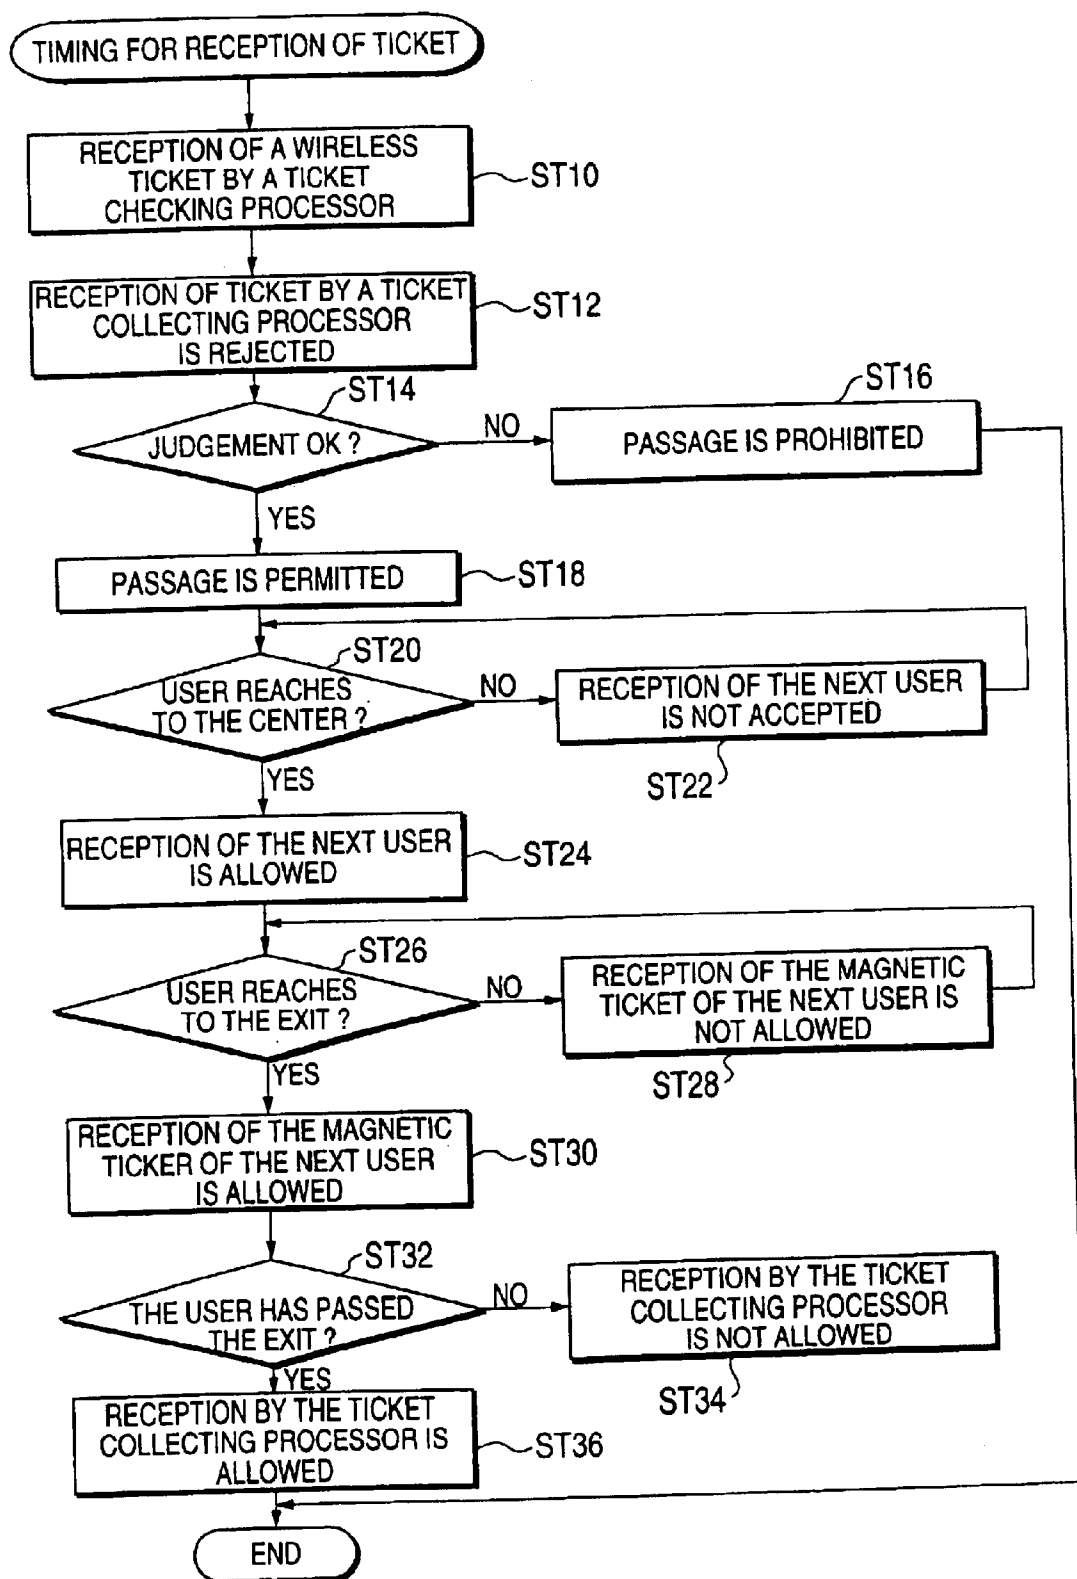 TIMING FOR RECEPTION OF TICKET
RECEPTION OF A WIRELESS
TICKET BY A TICKET
CHECKING PROCESSOR
ST10
RECEPTION OF TICKET BY A TICKET
COLLECTING PROCESSOR
IS REJECTED
ST12
ST14
JUDGEMENT OK ?
NO
ST16
PASSAGE IS PROHIBITED
YES
PASSAGE IS PERMITTED
ST18
ST20
USER REACHES
TO THE CENTER ?
NO
RECEPTION OF THE NEXT USER
IS NOT ACCEPTED
ST22
YES
RECEPTION OF THE NEXT USER
IS ALLOWED
ST24
ST26
USER REACHES
TO THE EXIT ?
NO
RECEPTION OF THE MAGNETIC
TICKET OF THE NEXT USER IS
NOT ALLOWED
ST28
YES
RECEPTION OF THE MAGNETIC
TICKER OF THE NEXT USER
IS ALLOWED
ST30
ST32
THE USER HAS PASSED
THE EXIT ?
NO
RECEPTION BY THE TICKET
COLLECTING PROCESSOR
IS NOT ALLOWED
ST34
YES
RECEPTION BY THE TICKET
COLLECTING PROCESSOR IS
ALLOWED
ST36
END